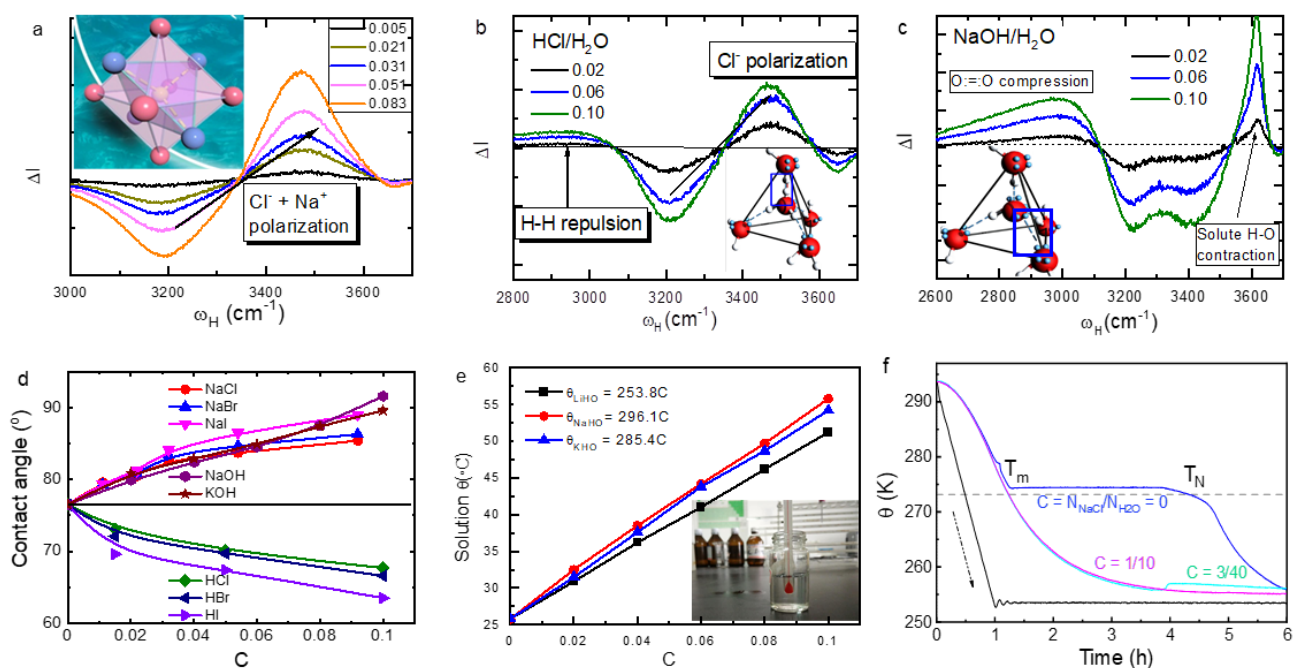 a
0.005
0.021
0.031
0.051
0.083
Cl⁻ + Na⁺
polarization
ΔI
3000 3200 3400 3600
ω_H (cm⁻¹)
b
HCl/H₂O
0.02
0.06
0.10
Cl⁻ polarization
H-H repulsion
ΔI
2800 3000 3200 3400 3600
ω_H (cm⁻¹)
c
NaOH/H₂O
O:⇔:O compression
0.02
0.06
0.10
Solute H-O
contraction
ΔI
2600 3000 3400 3600
ω_H (cm⁻¹)
d
NaCl
NaBr
NaI
NaOH
KOH
HCl
HBr
HI
Contact angle (°)
90
80
70
60
0 0.02 0.04 0.06 0.08 0.1
C
e
θ_LiHO = 253.8C
θ_NaHO = 296.1C
θ_KHO = 285.4C
Solution θ(°C)
60
55
50
45
40
35
30
25
0 0.02 0.04 0.06 0.08 0.1
C
f
T_m
T_N
C = N_NaCl/N_H2O = 0
C = 1/10
C = 3/40
θ (K)
290
280
270
260
250
0 1 2 3 4 5 6
Time (h)